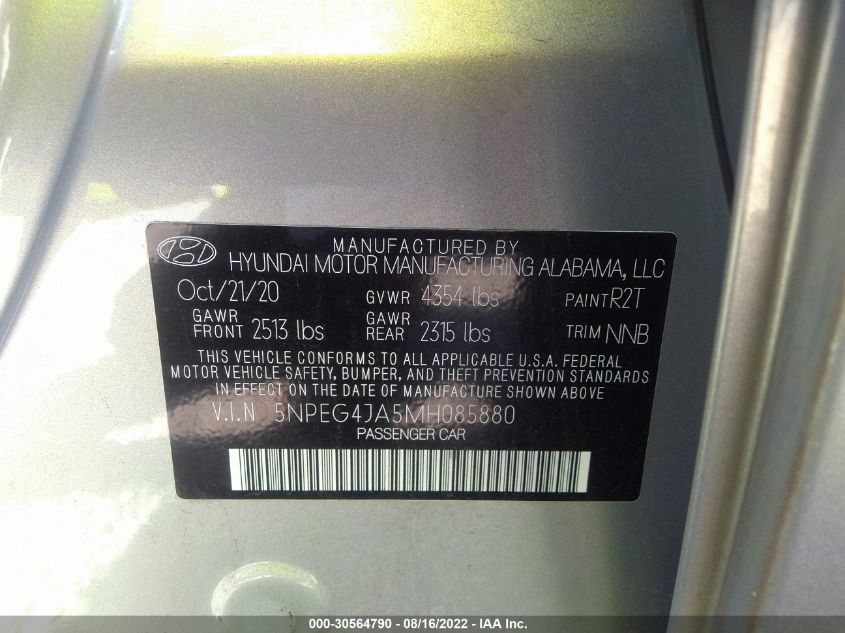 MANUFACTURED BY
HYUNDAI MOTOR MANUFACTURING ALABAMA, LLC
Oct/21/20 GVWR 4354 lbs PAINT R2T
GAWR FRONT 2513 lbs GAWR REAR 2315 lbs TRIM NNB
THIS VEHICLE CONFORMS TO ALL APPLICABLE U.S.A. FEDERAL
MOTOR VEHICLE SAFETY, BUMPER, AND THEFT PREVENTION STANDARDS
IN EFFECT ON THE DATE OF MANUFACTURE SHOWN ABOVE
V.I.N 5NPEG4JA5MH085880
PASSENGER CAR
000-30564790 - 08/16/2022 - IAA Inc.